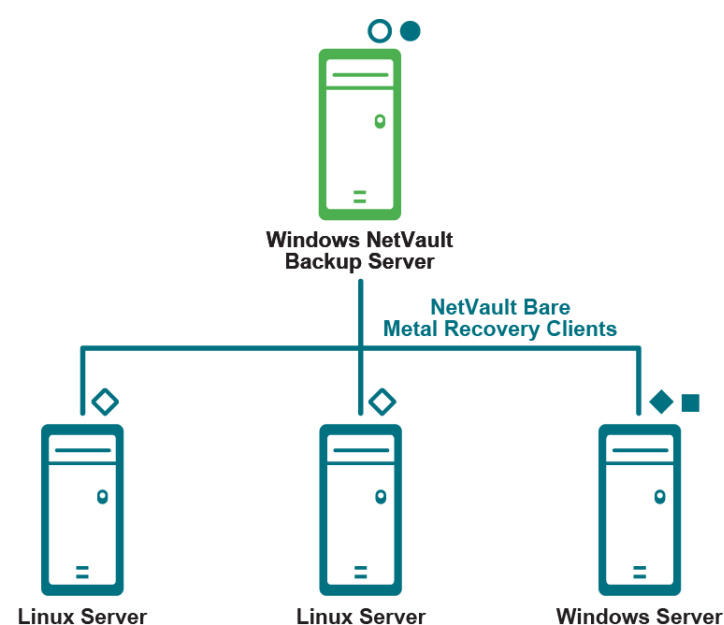 Windows NetVault
Backup Server
NetVault Bare
Metal Recovery Clients
Linux Server
Linux Server
Windows Server